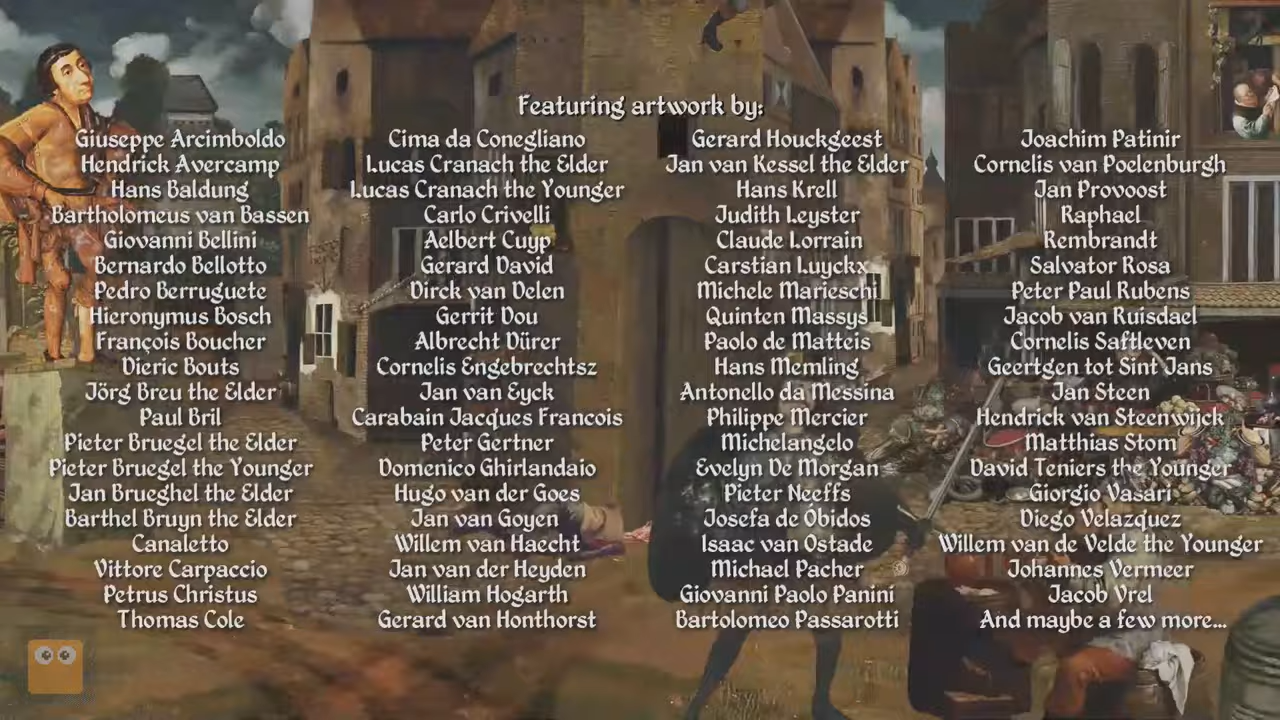 Featuring artwork by:
Giuseppe Arcimboldo
Hendrick Avercamp
Hans Baldung
Bartholomeus van Bassen
Giovanni Bellini
Bernardo Bellotto
Pedro Berruguete
Hieronymus Bosch
François Boucher
Dieric Bouts
Jörg Breu the Elder
Paul Bril
Pieter Bruegel the Elder
Pieter Bruegel the Younger
Jan Brueghel the Elder
Barthel Bruyn the Elder
Canaletto
Vittore Carpaccio
Petrus Christus
Thomas Cole
Cima da Conegliano
Lucas Cranach the Elder
Lucas Cranach the Younger
Carlo Crivelli
Aelbert Cuyp
Gerard David
Dirck van Delen
Gerrit Dou
Albrecht Dürer
Cornelis Engebrechtsz
Jan van Eyck
Carabain Jacques Francois
Peter Gertner
Domenico Ghirlandaio
Hugo van der Goes
Jan van Goyen
Willem van Haecht
Jan van der Heyden
William Hogarth
Gerard van Honthorst
Gerard Houckgeest
Jan van Kessel the Elder
Hans Krell
Judith Leyster
Claude Lorrain
Carstian Luyckx
Michele Marieschi
Quinten Massys
Paolo de Matteis
Hans Memling
Antonello da Messina
Philippe Mercier
Michelangelo
Evelyn De Morgan
Pieter Neeffs
Josefa de Óbidos
Isaac van Ostade
Michael Pacher
Giovanni Paolo Panini
Bartolomeo Passarotti
Joachim Patinir
Cornelis van Poelenburgh
Jan Provoost
Raphael
Rembrandt
Salvator Rosa
Peter Paul Rubens
Jacob van Ruisdael
Cornelis Saftleven
Geertgen tot Sint Jans
Jan Steen
Hendrick van Steenwijck
Matthias Stom
David Teniers the Younger
Giorgio Vasari
Diego Velazquez
Willem van de Velde the Younger
Johannes Vermeer
Jacob Vrel
And maybe a few more...